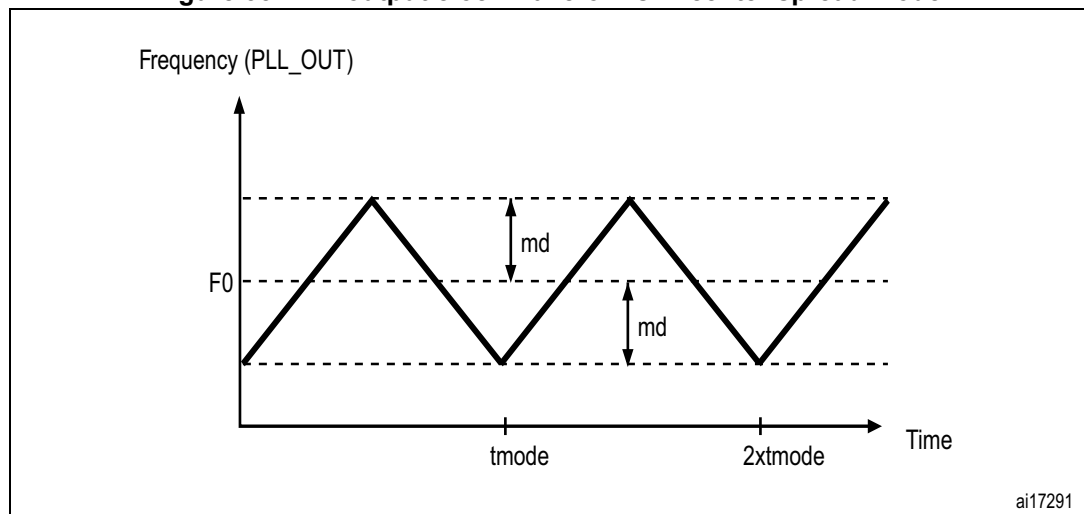 Frequency (PLL_OUT)
md
F0
md
tmode
2xtmode
Time
ai17291